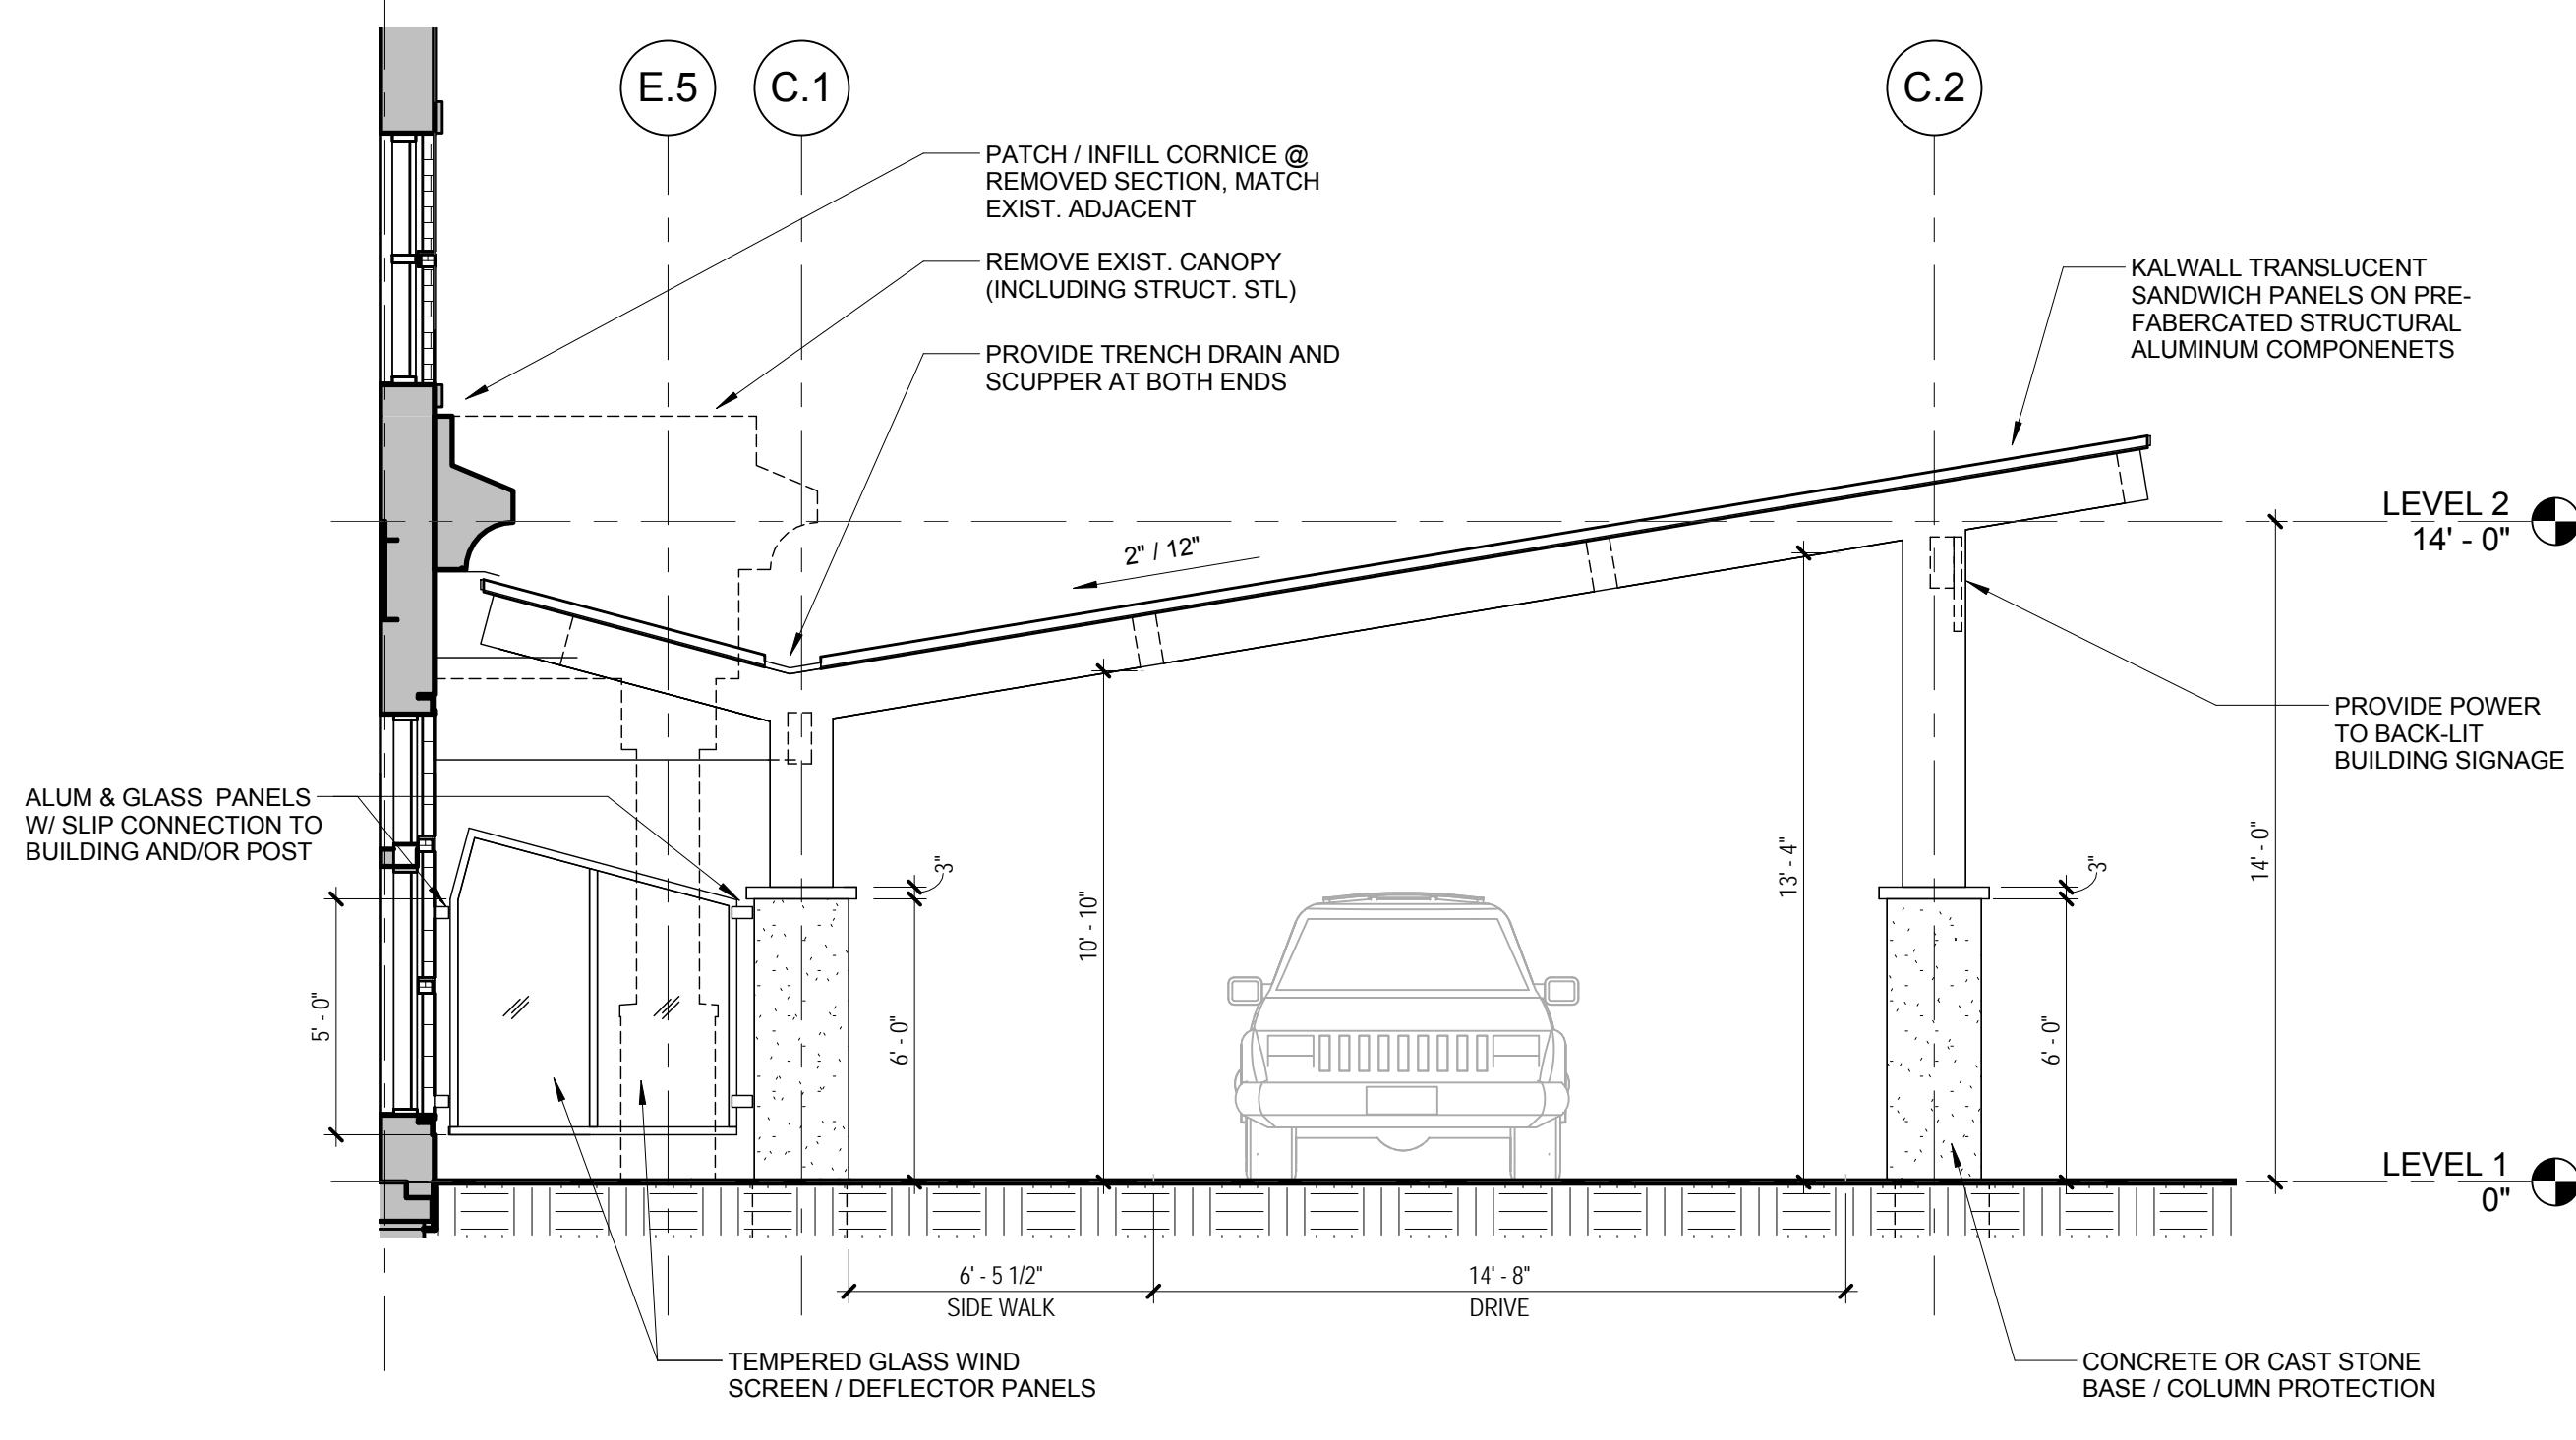 E.5
C.1
C.2
PATCH / INFILL CORNICE @
REMOVED SECTION, MATCH
EXIST. ADJACENT
REMOVE EXIST. CANOPY
(INCLUDING STRUCT. STL)
PROVIDE TRENCH DRAIN AND
SCUPPER AT BOTH ENDS
KALWALL TRANSLUCENT
SANDWICH PANELS ON PRE-
FABERCATED STRUCTURAL
ALUMINUM COMPONENETS
LEVEL 2
14' - 0"
2" / 12"
PROVIDE POWER
TO BACK-LIT
BUILDING SIGNAGE
ALUM & GLASS PANELS
W/ SLIP CONNECTION TO
BUILDING AND/OR POST
5' - 0"
3"
6' - 0"
10' - 10"
13' - 4"
3"
6' - 0"
14' - 0"
LEVEL 1
0"
6' - 5 1/2"
SIDE WALK
14' - 8"
DRIVE
TEMPERED GLASS WIND
SCREEN / DEFLECTOR PANELS
CONCRETE OR CAST STONE
BASE / COLUMN PROTECTION